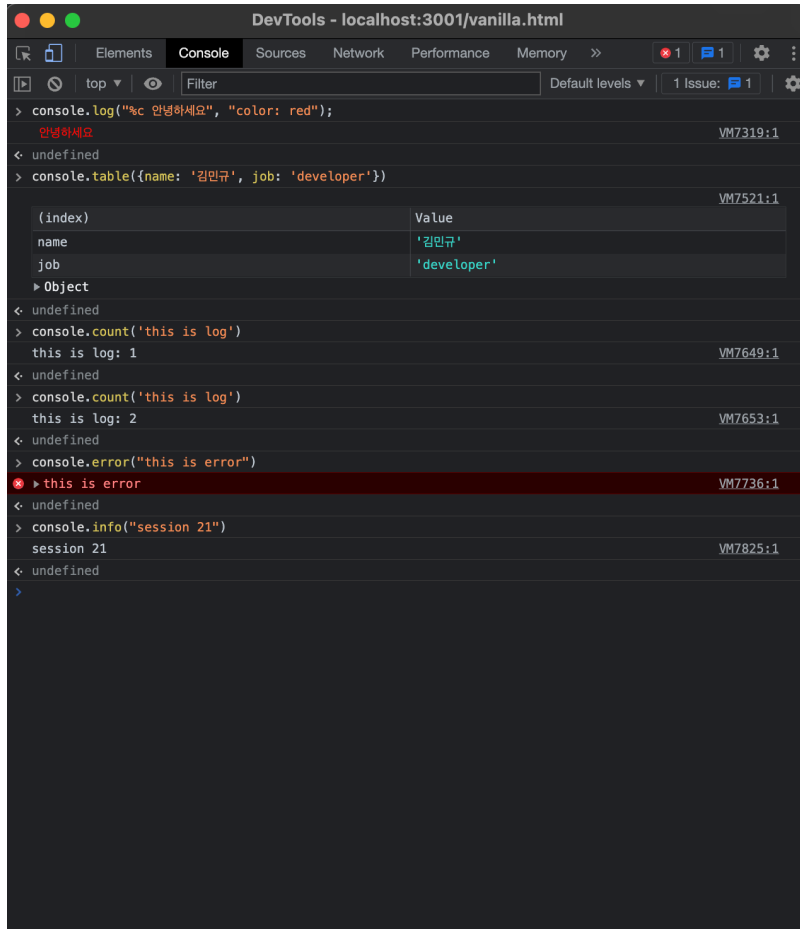 DevTools - localhost:3001/vanilla.html
Elements Console Sources Network Performance Memory » 1 1
top ▼ Filter Default levels ▼ 1 Issue: 1
> console.log("%c 안녕하세요", "color: red");
안녕하세요 VM7319:1
<· undefined
> console.table({name: '김민규', job: 'developer'})
VM7521:1
(index) Value
name '김민규'
job 'developer'
▶ Object
<· undefined
> console.count('this is log')
this is log: 1 VM7649:1
<· undefined
> console.count('this is log')
this is log: 2 VM7653:1
<· undefined
> console.error("this is error")
▶ this is error VM7736:1
<· undefined
> console.info("session 21")
session 21 VM7825:1
<· undefined
>